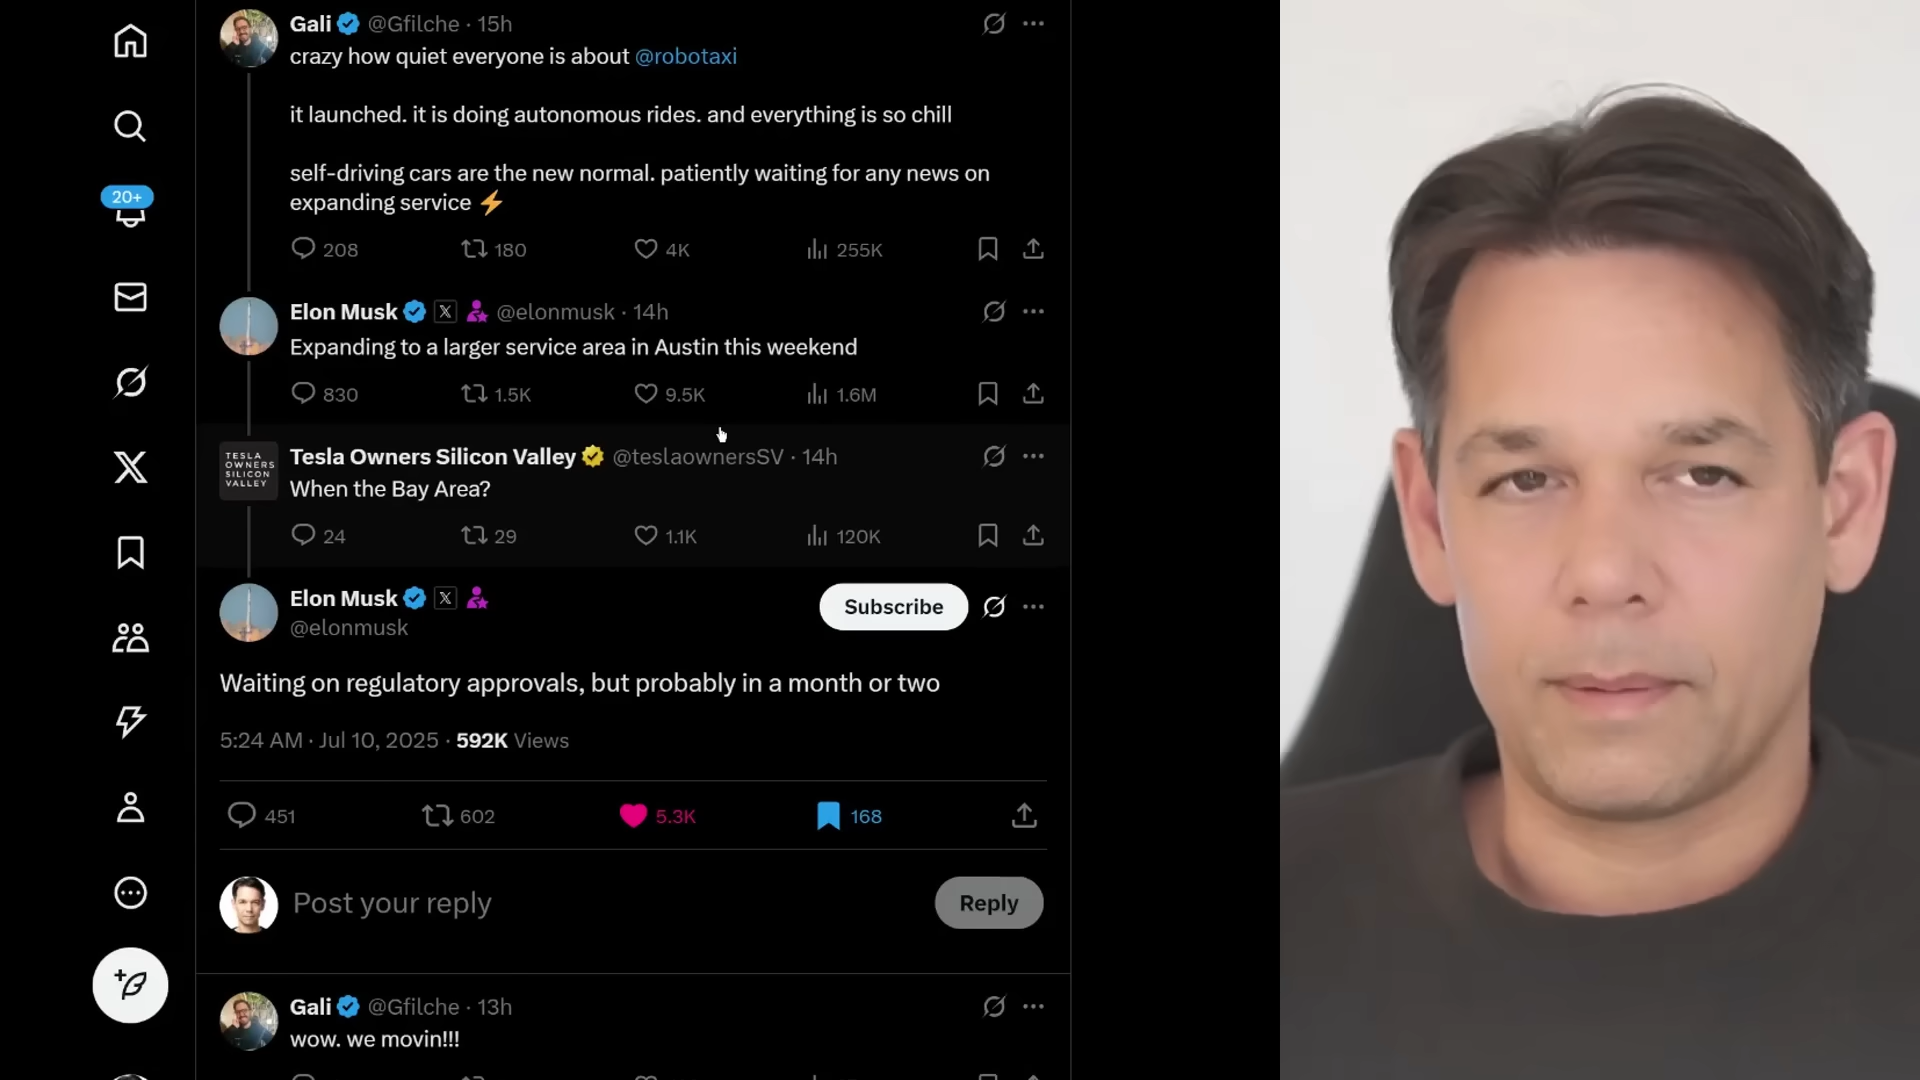 Gali @Gfilche · 15h
crazy how quiet everyone is about @robotaxi
it launched. it is doing autonomous rides. and everything is so chill
self-driving cars are the new normal. patiently waiting for any news on
expanding service ⚡
208 180 4K 255K
20+
Elon Musk X @elonmusk · 14h
Expanding to a larger service area in Austin this weekend
830 1.5K 9.5K 1.6M
TESLA
OWNERS
SILICON
VALLEY
Tesla Owners Silicon Valley @teslaownersSV · 14h
When the Bay Area?
24 29 1.1K 120K
Elon Musk X
@elonmusk
Subscribe
Waiting on regulatory approvals, but probably in a month or two
5:24 AM · Jul 10, 2025 · 592K Views
451 602 5.3K 168
Post your reply
Reply
Gali @Gfilche · 13h
wow. we movin!!!